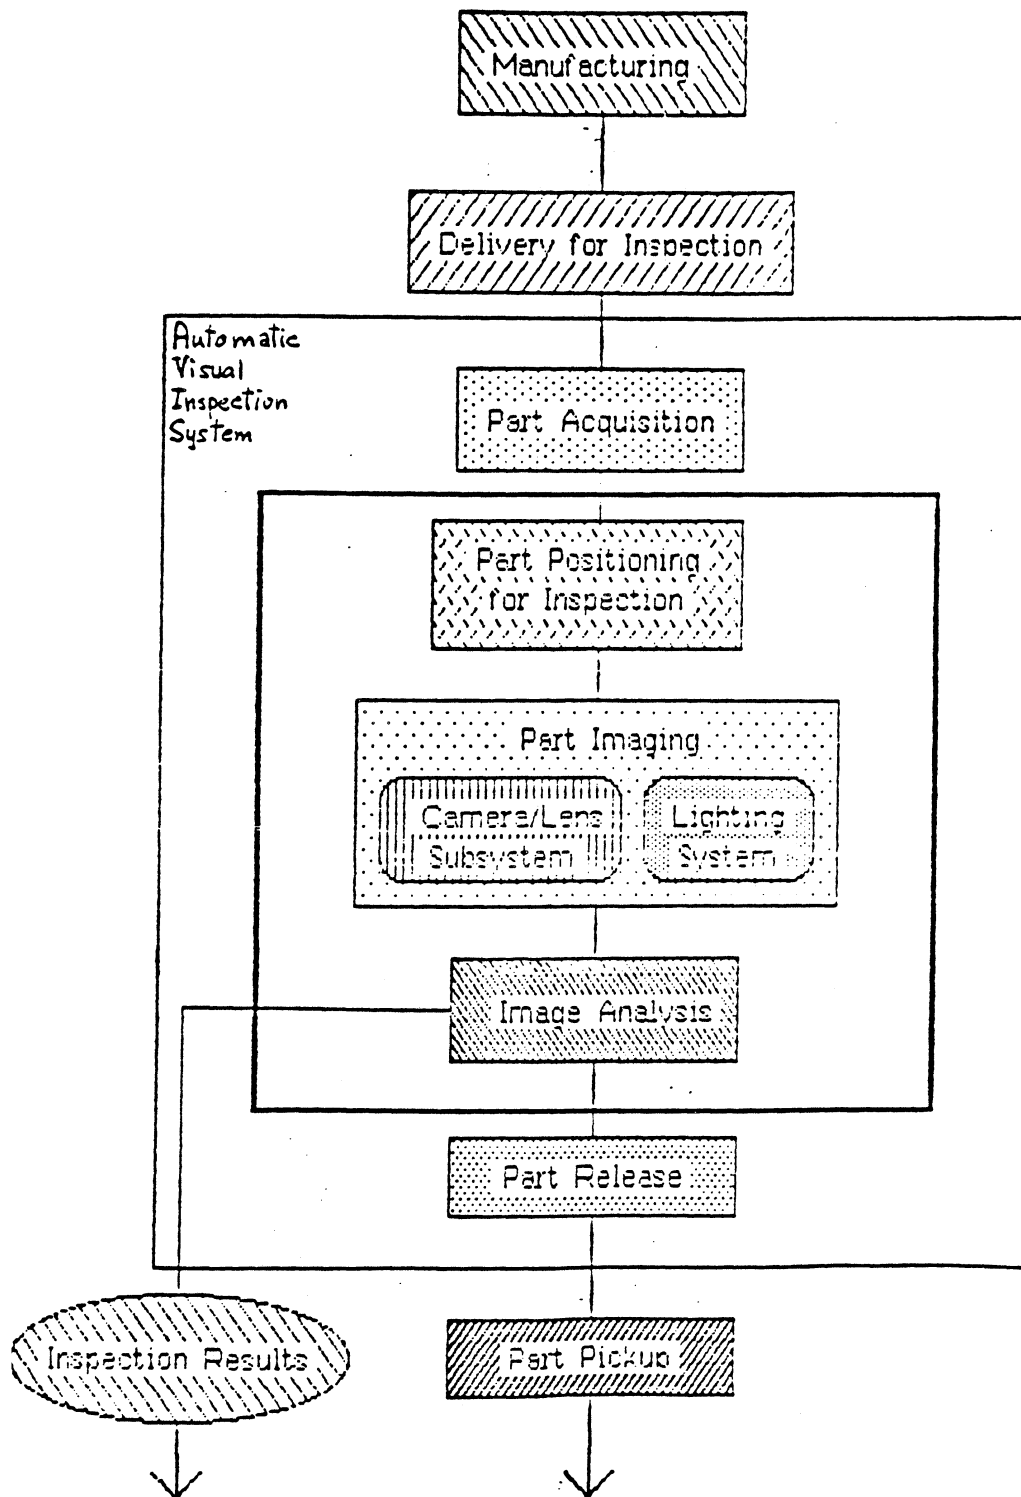 Manufacturing
Delivery for Inspection
Automatic
Visual
Inspection
System
Part Acquisition
Part Positioning
for Inspection
Part Imaging
Camera/Lens
Subsystem
Lighting
System
Image Analysis
Part Release
Inspection Results
Part Pickup